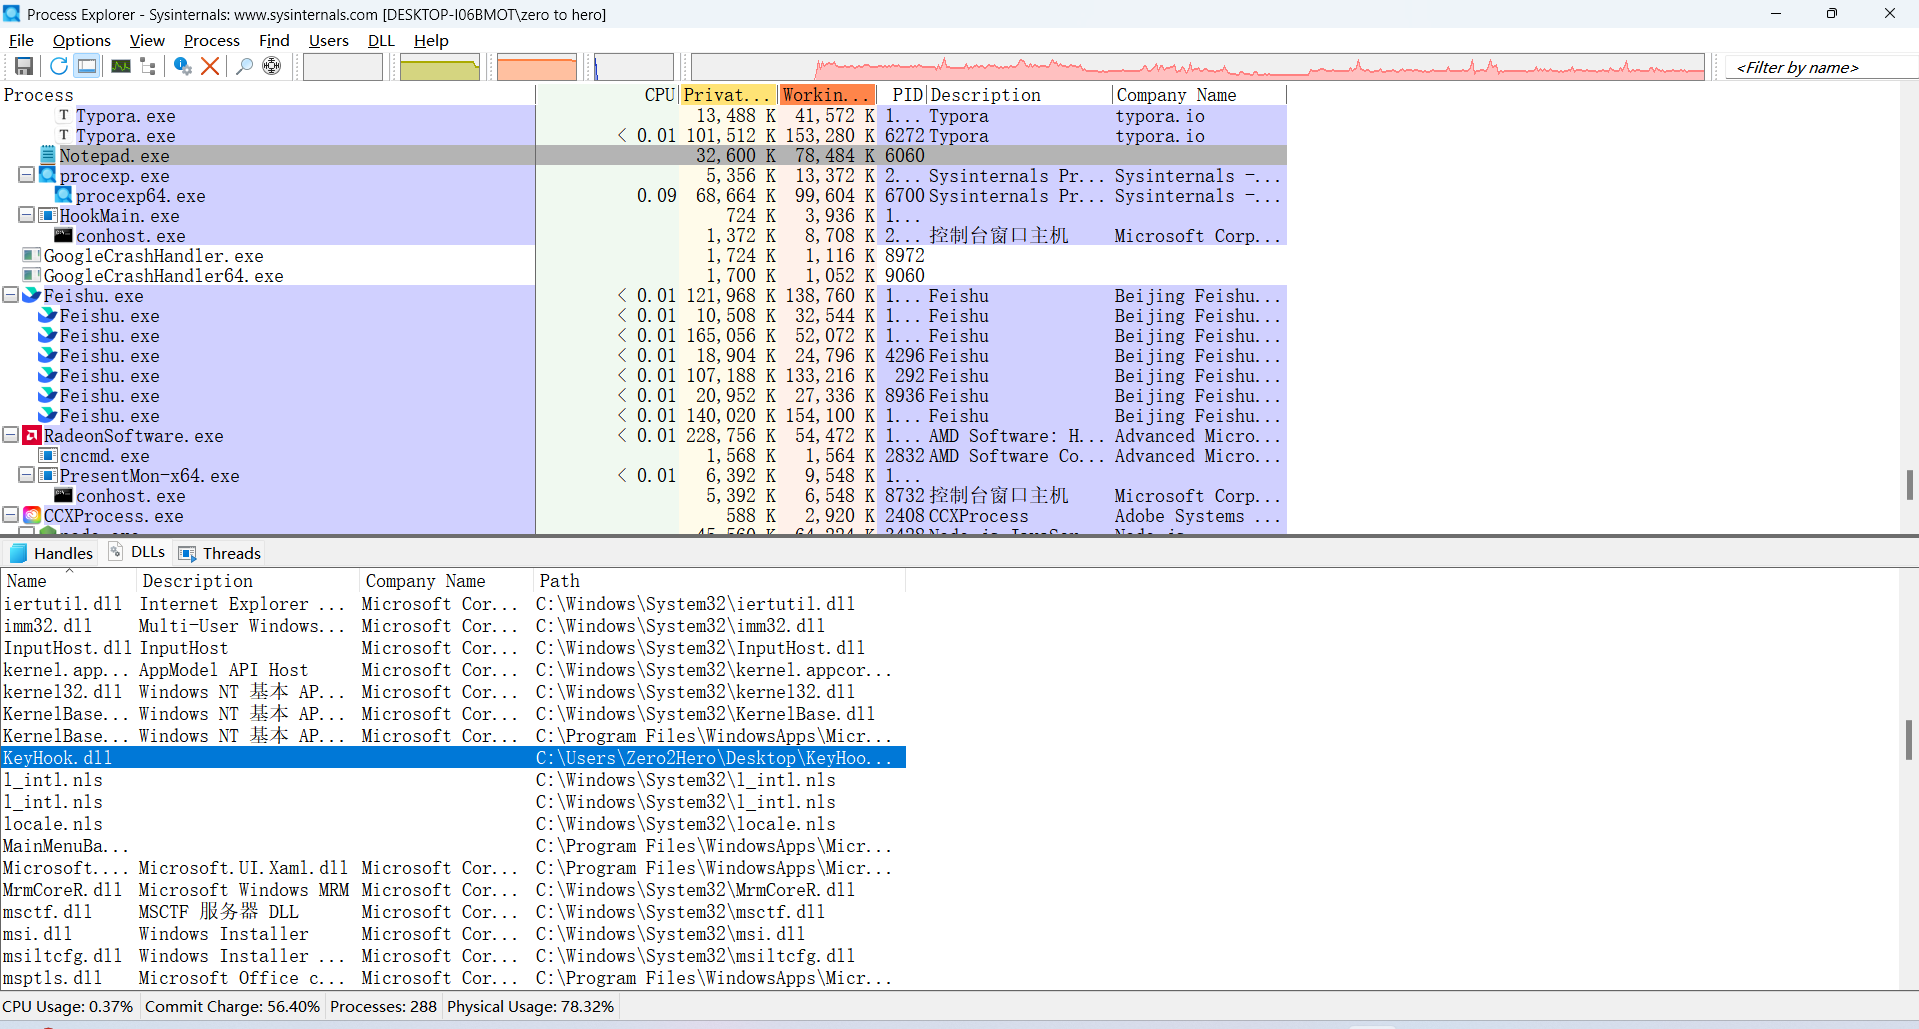 Process Explorer - Sysinternals: www.sysinternals.com [DESKTOP-I06BMOT\zero to hero]
File Options View Process Find Users DLL Help
<Filter by name>
Process CPU Privat... Workin... PID Description Company Name
Typora.exe 13,488 K 41,572 K 1... Typora typora.io
Typora.exe < 0.01 101,512 K 153,280 K 6272 Typora typora.io
Notepad.exe 32,600 K 78,484 K 6060
procexp.exe 5,356 K 13,372 K 2... Sysinternals Pr... Sysinternals -...
procexp64.exe 0.09 68,664 K 99,604 K 6700 Sysinternals Pr... Sysinternals -...
HookMain.exe 724 K 3,936 K 1...
conhost.exe 1,372 K 8,708 K 2... 控制台窗口主机 Microsoft Corp...
GoogleCrashHandler.exe 1,724 K 1,116 K 8972
GoogleCrashHandler64.exe 1,700 K 1,052 K 9060
Feishu.exe < 0.01 121,968 K 138,760 K 1... Feishu Beijing Feishu...
Feishu.exe < 0.01 10,508 K 32,544 K 1... Feishu Beijing Feishu...
Feishu.exe < 0.01 165,056 K 52,072 K 1... Feishu Beijing Feishu...
Feishu.exe < 0.01 18,904 K 24,796 K 4296 Feishu Beijing Feishu...
Feishu.exe < 0.01 107,188 K 133,216 K 292 Feishu Beijing Feishu...
Feishu.exe < 0.01 20,952 K 27,336 K 8936 Feishu Beijing Feishu...
Feishu.exe < 0.01 140,020 K 154,100 K 1... Feishu Beijing Feishu...
RadeonSoftware.exe < 0.01 228,756 K 54,472 K 1... AMD Software: H... Advanced Micro...
cncmd.exe 1,568 K 1,564 K 2832 AMD Software Co... Advanced Micro...
PresentMon-x64.exe < 0.01 6,392 K 9,548 K 1...
conhost.exe 5,392 K 6,548 K 8732 控制台窗口主机 Microsoft Corp...
CCXProcess.exe 588 K 2,920 K 2408 CCXProcess Adobe Systems ...
Handles DLLs Threads
Name Description Company Name Path
iertutil.dll Internet Explorer ... Microsoft Cor... C:\Windows\System32\iertutil.dll
imm32.dll Multi-User Windows... Microsoft Cor... C:\Windows\System32\imm32.dll
InputHost.dll InputHost Microsoft Cor... C:\Windows\System32\InputHost.dll
kernel.app... AppModel API Host Microsoft Cor... C:\Windows\System32\kernel.appcor...
kernel32.dll Windows NT 基本 AP... Microsoft Cor... C:\Windows\System32\kernel32.dll
KernelBase... Windows NT 基本 AP... Microsoft Cor... C:\Windows\System32\KernelBase.dll
KernelBase... Windows NT 基本 AP... Microsoft Cor... C:\Program Files\WindowsApps\Micr...
KeyHook.dll C:\Users\Zero2Hero\Desktop\KeyHoo...
l_intl.nls C:\Windows\System32\l_intl.nls
l_intl.nls C:\Windows\System32\l_intl.nls
locale.nls C:\Windows\System32\locale.nls
MainMenuBa... C:\Program Files\WindowsApps\Micr...
Microsoft.... Microsoft.UI.Xaml.dll Microsoft Cor... C:\Program Files\WindowsApps\Micr...
MrmCoreR.dll Microsoft Windows MRM Microsoft Cor... C:\Windows\System32\MrmCoreR.dll
msctf.dll MSCTF 服务器 DLL Microsoft Cor... C:\Windows\System32\msctf.dll
msi.dll Windows Installer Microsoft Cor... C:\Windows\System32\msi.dll
msiltcfg.dll Windows Installer ... Microsoft Cor... C:\Windows\System32\msiltcfg.dll
msptls.dll Microsoft Office c... Microsoft Cor... C:\Program Files\WindowsApps\Micr...
CPU Usage: 0.37% Commit Charge: 56.40% Processes: 288 Physical Usage: 78.32%